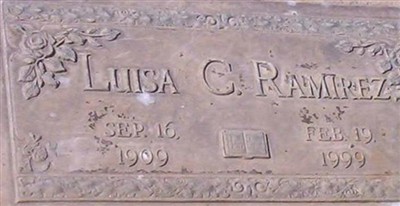 LUISA C. RAMIREZ
SEP. 16, FEB. 19,
1909 1999